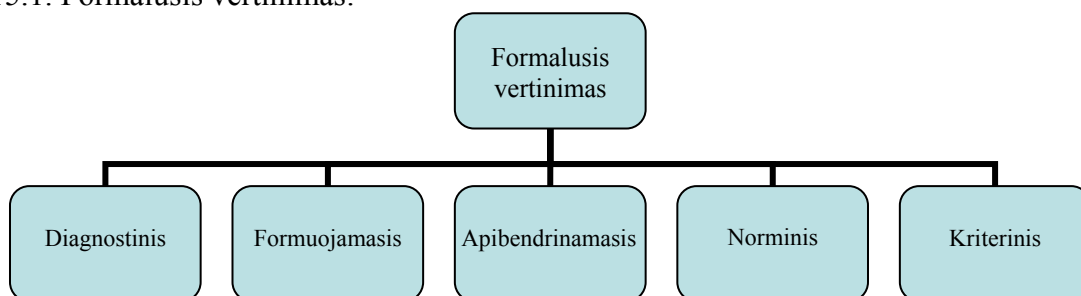 Formalusis vertinimas.
Formalusis
vertinimas
Diagnostinis
Formuojamasis
Apibendrinamasis
Norminis
Kriterinis